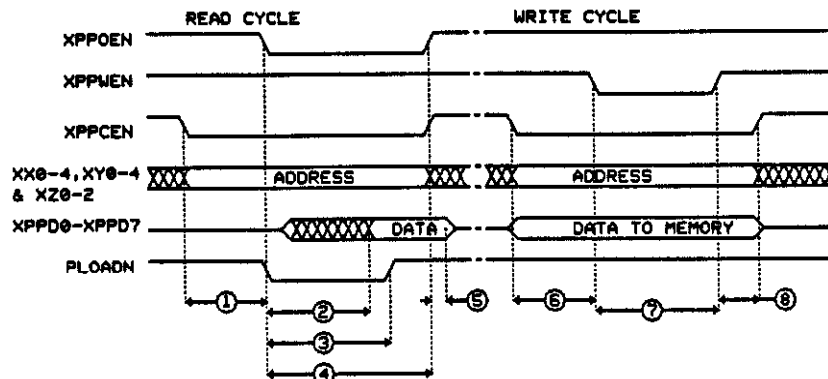 READ CYCLE WRITE CYCLE
XPPOEN
XPPWEN
XPPCEN
XX0-4,XY0-4 ADDRESS ADDRESS
& XZ0-2
XPPD0-XPPD7 DATA DATA TO MEMORY
PLOADN
1 2 5 6 7 8
3
4